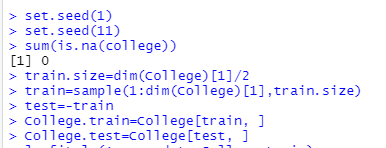 > set.seed(1)
> set.seed(11)
> sum(is.na(College))
[1] 0
> train.size=dim(College)[1]/2
> train=sample(1:dim(College)[1],train.size)
> test=-train
> College.train=College[train, ]
> College.test=College[test, ]